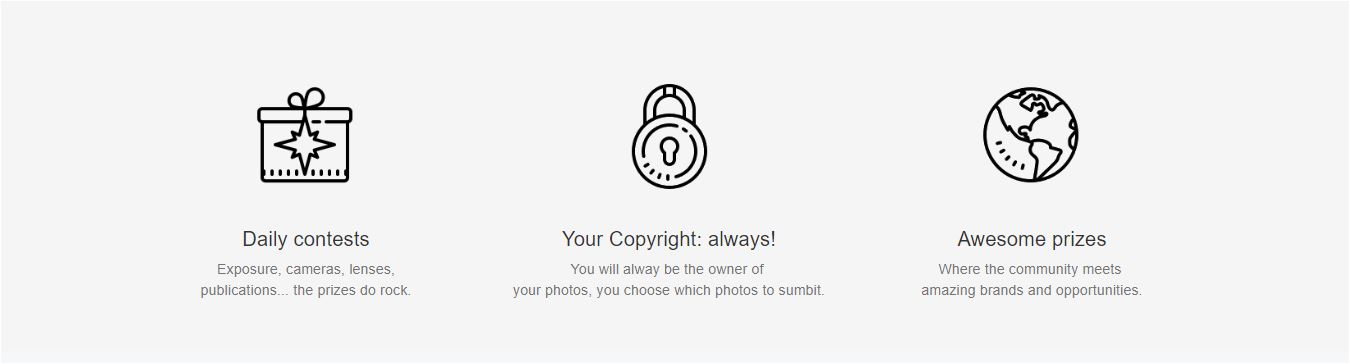 Daily contests
Exposure, cameras, lenses,
publications... the prizes do rock.
Your Copyright: always!
You will alway be the owner of
your photos, you choose which photos to sumbit.
Awesome prizes
Where the community meets
amazing brands and opportunities.